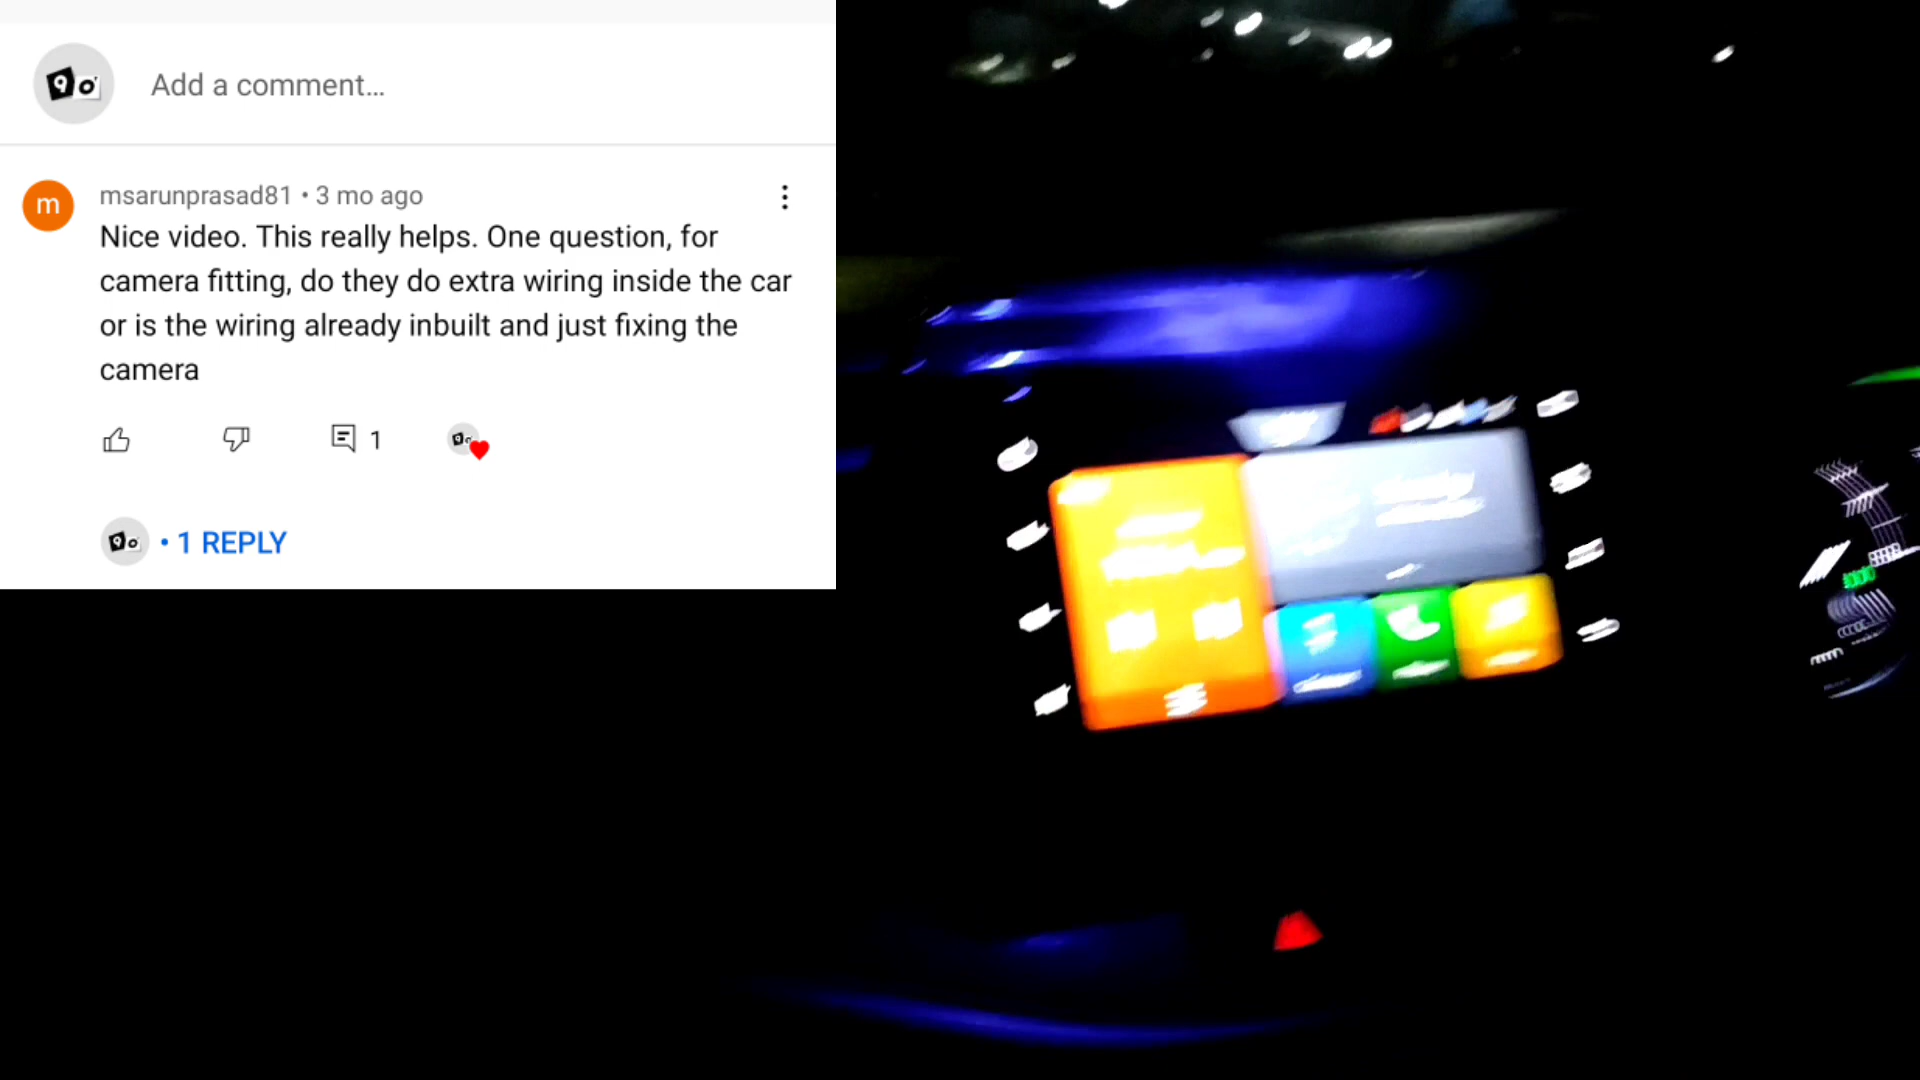 Add a comment...
msarunprasad81 • 3 mo ago
Nice video. This really helps. One question, for
camera fitting, do they do extra wiring inside the car
or is the wiring already inbuilt and just fixing the
camera
1
• 1 REPLY